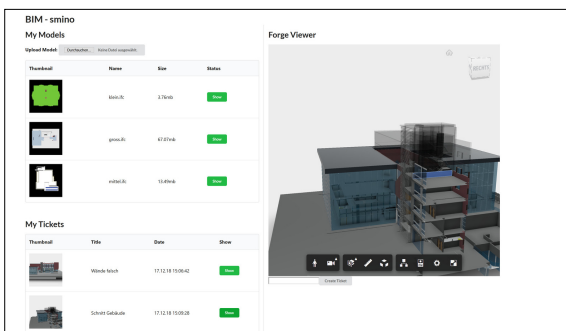 BIM - smino
My Models
Upload Model: Durchsuchen... Keine Datei ausgewählt.
Thumbnail Name Size Status
klein.ifc 3.76mb Show
gross.ifc 67.07mb Show
mittel.ifc 13.49mb Show
My Tickets
Thumbnail Title Date Show
Wände falsch 17.12.18 15:06:42 Show
Schnitt Gebäude 17.12.18 15:09:28 Show
Forge Viewer
RECHTS
Create Ticket